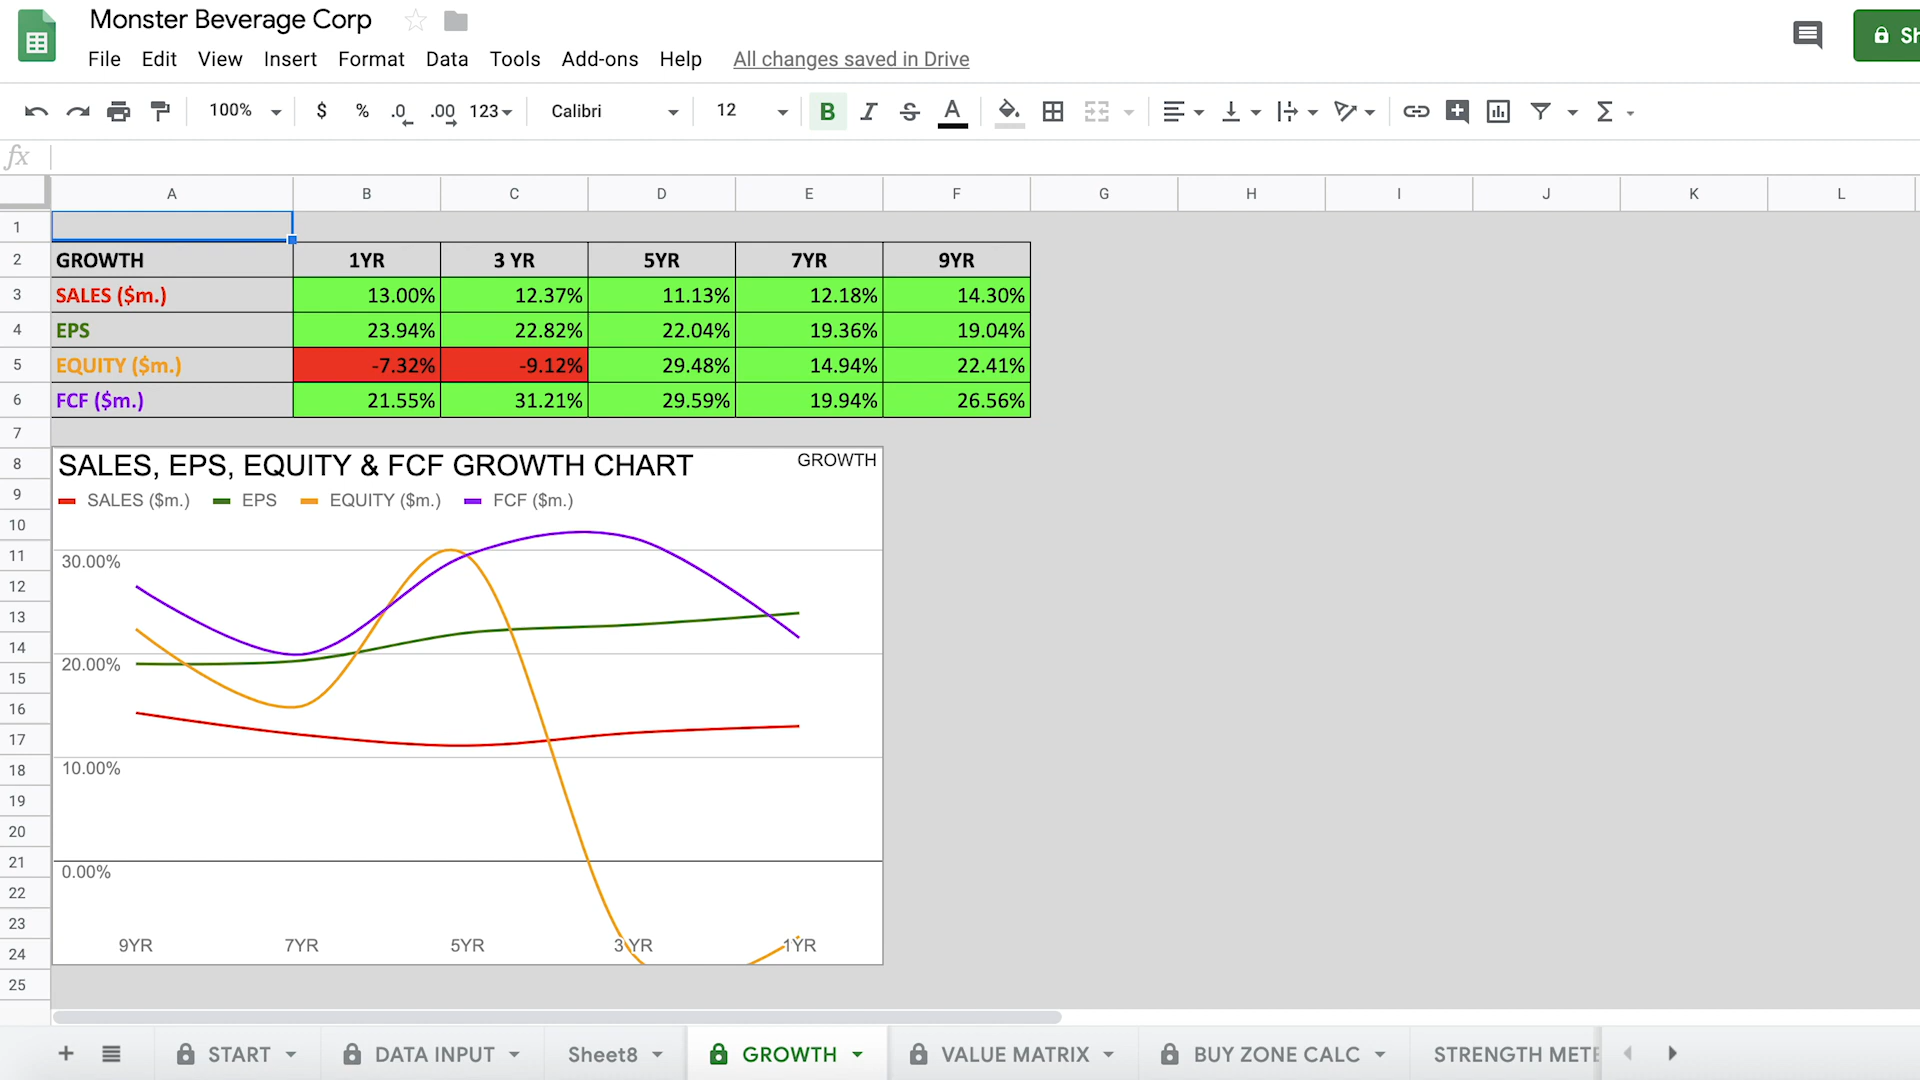 Monster Beverage Corp
File Edit View Insert Format Data Tools Add-ons Help All changes saved in Drive
Sh
100% $ % .0 .00 123 Calibri 12 B I S A Σ
fx
A B C D E F G H I J K L
1
2 GROWTH 1YR 3 YR 5YR 7YR 9YR
3 SALES ($m.) 13.00% 12.37% 11.13% 12.18% 14.30%
4 EPS 23.94% 22.82% 22.04% 19.36% 19.04%
5 EQUITY ($m.) -7.32% -9.12% 29.48% 14.94% 22.41%
6 FCF ($m.) 21.55% 31.21% 29.59% 19.94% 26.56%
7
8 SALES, EPS, EQUITY & FCF GROWTH CHART GROWTH
9 SALES ($m.) EPS EQUITY ($m.) FCF ($m.)
10
11 30.00%
12
13
14
15 20.00%
16
17
18 10.00%
19
20
21 0.00%
22
23
24 9YR 7YR 5YR 3 YR 1YR
25
START DATA INPUT Sheet8 GROWTH VALUE MATRIX BUY ZONE CALC STRENGTH METE